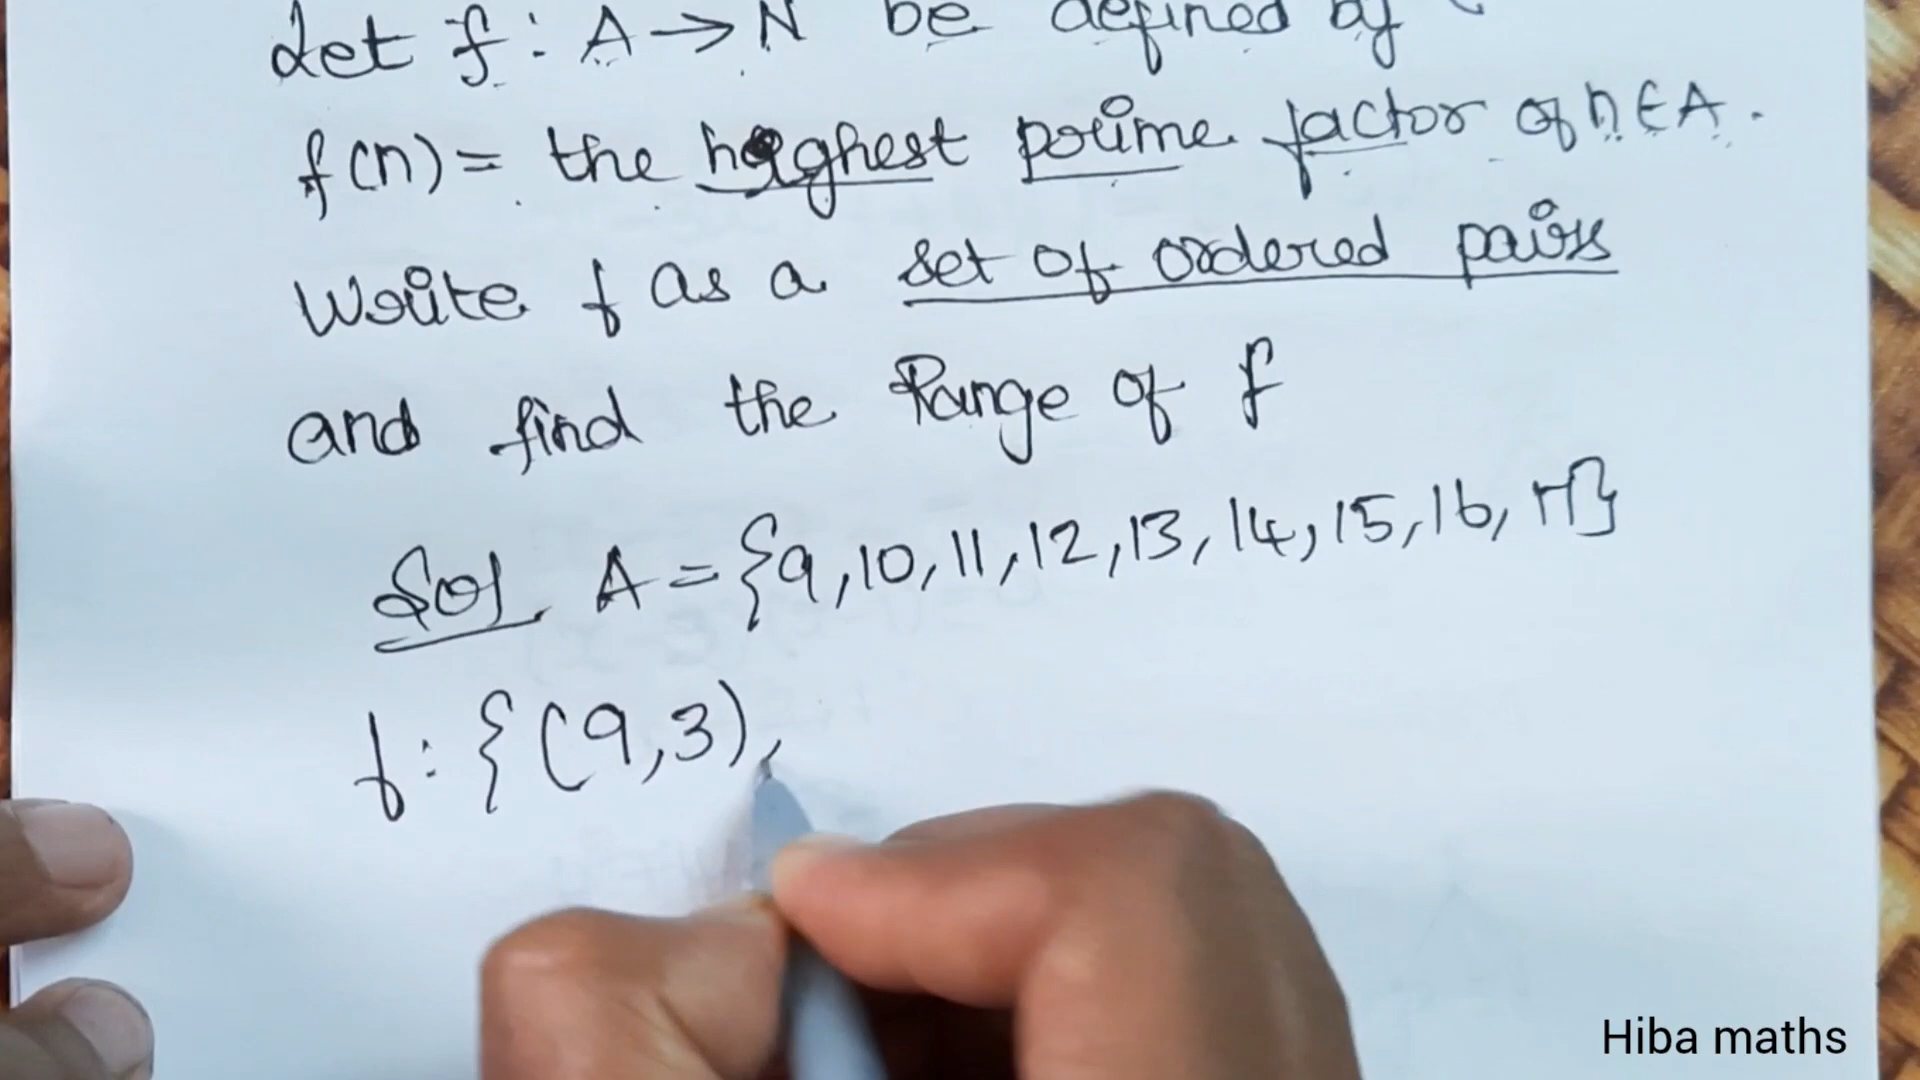 Let f : A → N be defined by
f(n) = the highest prime factor of n ∈ A.
Write f as a set of ordered pairs
and find the Range of f
Sol A = {9, 10, 11, 12, 13, 14, 15, 16, 17}
f : {(9,3),
Hiba maths